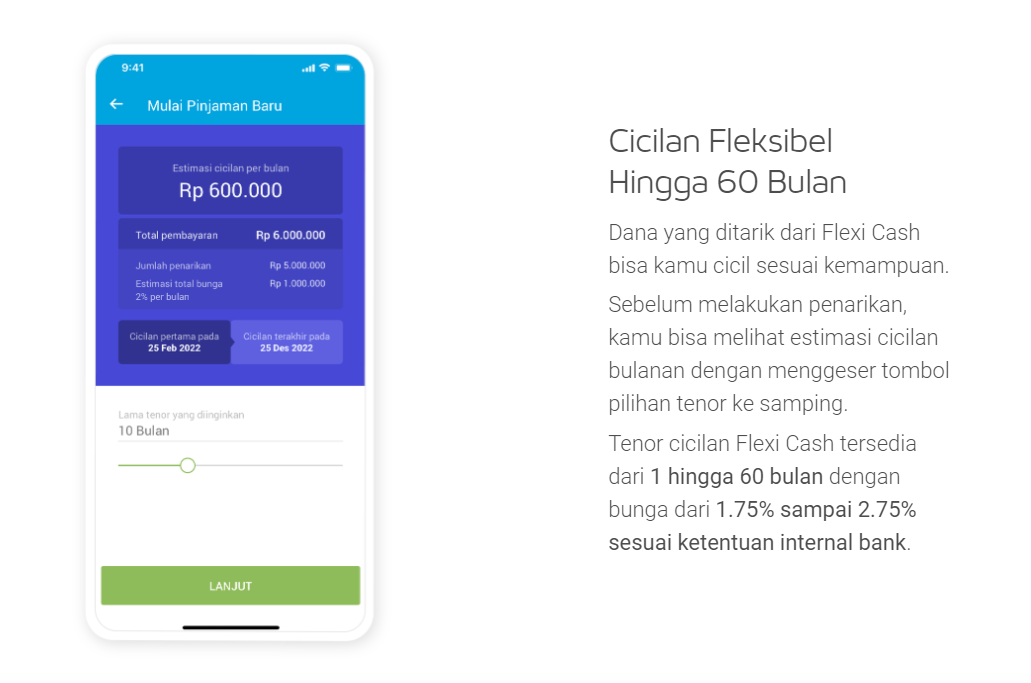 9:41
Mulai Pinjaman Baru
Estimasi cicilan per bulan
Rp 600.000
Total pembayaran Rp 6.000.000
Jumlah penarikan Rp 5.000.000
Estimasi total bunga Rp 1.000.000
2% per bulan
Cicilan pertama pada
25 Feb 2022
Cicilan terakhir pada
25 Des 2022
Lama tenor yang diinginkan
10 Bulan
LANJUT
Cicilan Fleksibel
Hingga 60 Bulan
Dana yang ditarik dari Flexi Cash
bisa kamu cicil sesuai kemampuan.
Sebelum melakukan penarikan,
kamu bisa melihat estimasi cicilan
bulanan dengan menggeser tombol
pilihan tenor ke samping.
Tenor cicilan Flexi Cash tersedia
dari 1 hingga 60 bulan dengan
bunga dari 1.75% sampai 2.75%
sesuai ketentuan internal bank.